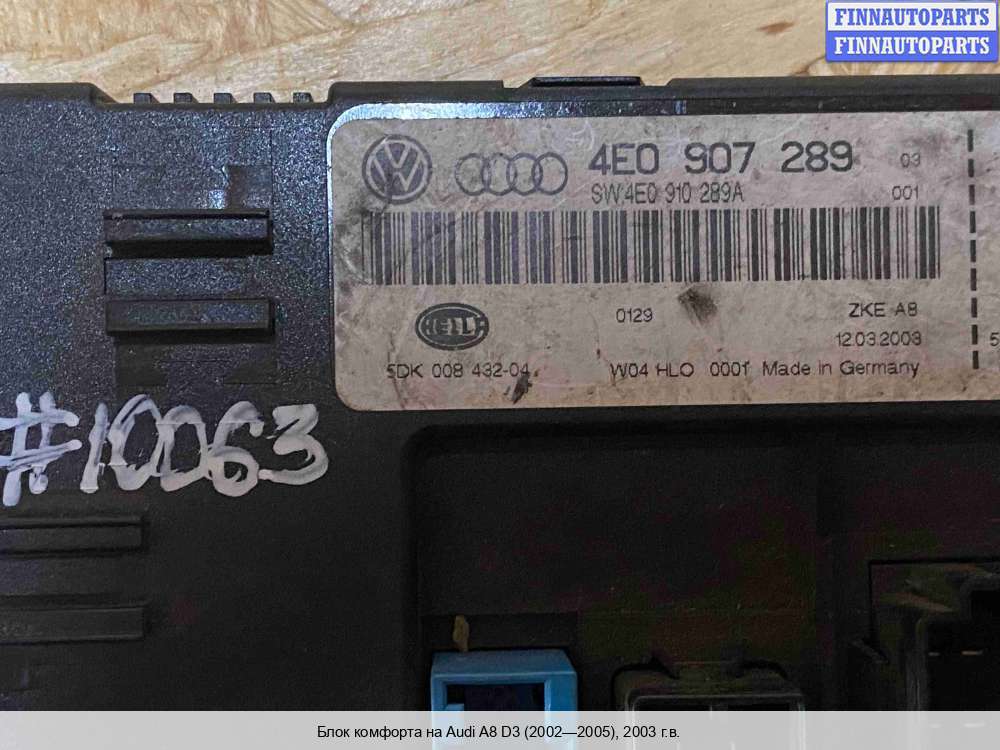 FINNAUTOPARTS
FINNAUTOPARTS
4E0 907 289 03
SW:4E0 910 289A 001
HELLA
0129 ZKE A8
12.03.2003
5DK 008 432-04 W04 HLO 0001 Made in Germany
#10063
Блок комфорта на Audi A8 D3 (2002—2005), 2003 г.в.